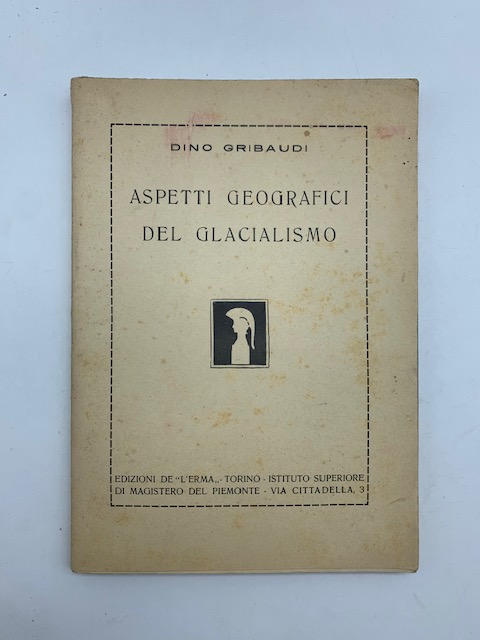 DINO GRIBAUDI
ASPETTI GEOGRAFICI
DEL GLACIALISMO
EDIZIONI DE "L'ERMA„ - TORINO - ISTITUTO SUPERIORE
DI MAGISTERO DEL PIEMONTE - VIA CITTADELLA, 3